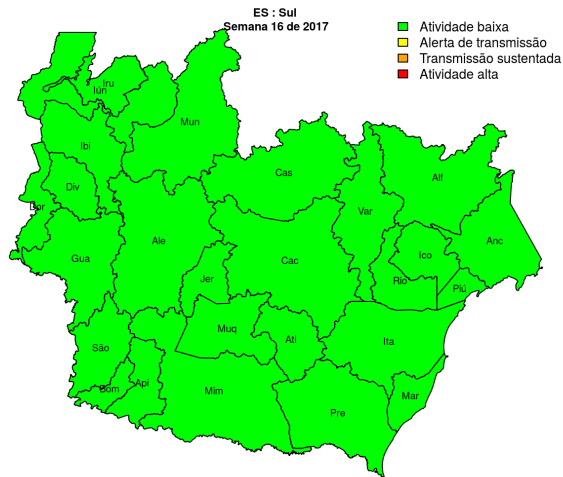 ES : Sul
Semana 16 de 2017
Atividade baixa
Alerta de transmissão
Transmissão sustentada
Atividade alta
Iru
Iún
Mun
Ibi
Cas
Alf
Div
Dor
Var
Ale
Anc
Gua
Cac
Ico
Jer
Rio
Piú
Muq
Ati
Ita
São
Bom
Api
Mim
Mar
Pre